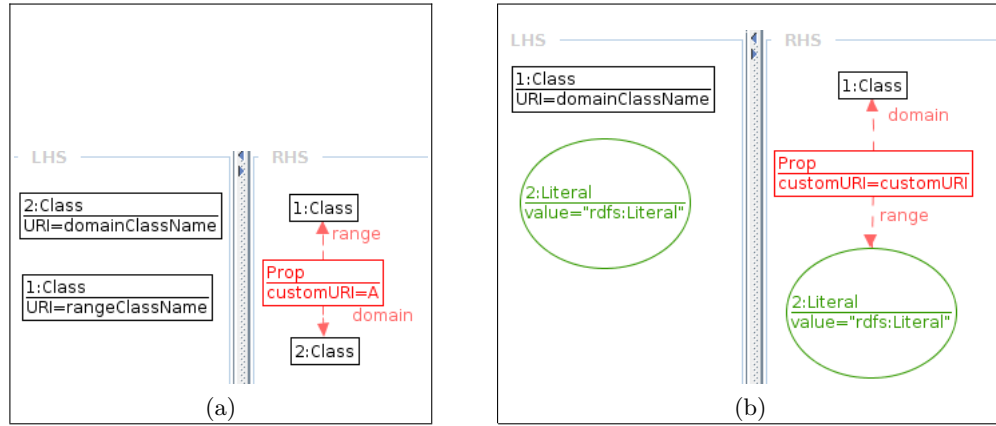 LHS
RHS
2:Class
URI=domainClassName
1:Class
URI=rangeClassName
1:Class
range
Prop
customURI=A
domain
2:Class
(a)
LHS
RHS
1:Class
URI=domainClassName
2:Literal
value="rdfs:Literal"
1:Class
domain
Prop
customURI=customURI
range
2:Literal
value="rdfs:Literal"
(b)